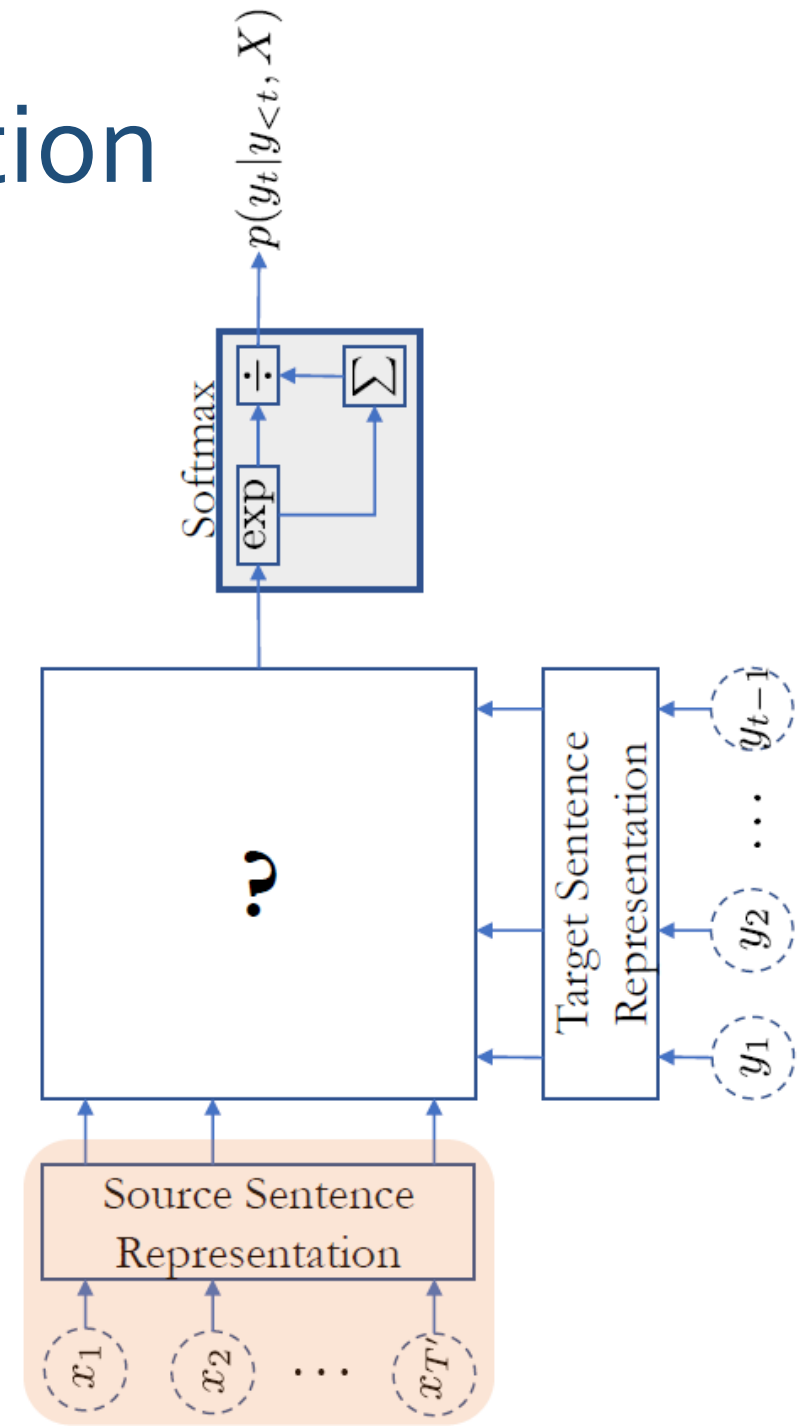 tion
p(y_t|y_{<t}, X)
Softmax
÷
Σ
exp
?
Target Sentence
Representation
y_1
y_2
...
y_{t-1}
Source Sentence
Representation
x_1
x_2
...
x_{T'}